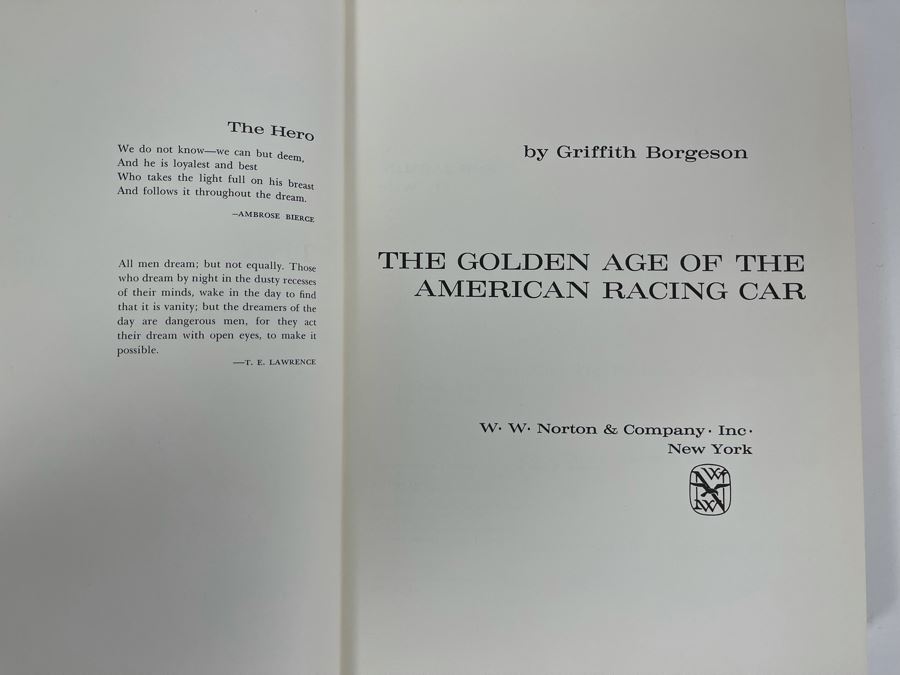 The Hero
We do not know—we can but deem,
And he is loyalest and best
Who takes the light full on his breast
And follows it throughout the dream.
—AMBROSE BIERCE
All men dream; but not equally. Those
who dream by night in the dusty recesses
of their minds, wake in the day to find
that it is vanity; but the dreamers of the
day are dangerous men, for they act
their dream with open eyes, to make it
possible.
—T. E. LAWRENCE
by Griffith Borgeson
THE GOLDEN AGE OF THE
AMERICAN RACING CAR
W· W· Norton & Company· Inc·
New York
WW
NW